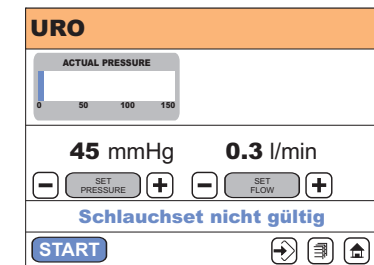 URO
ACTUAL PRESSURE
0 50 100 150
45 mmHg 0.3 l/min
SET PRESSURE
SET FLOW
Schlauchset nicht gültig
START